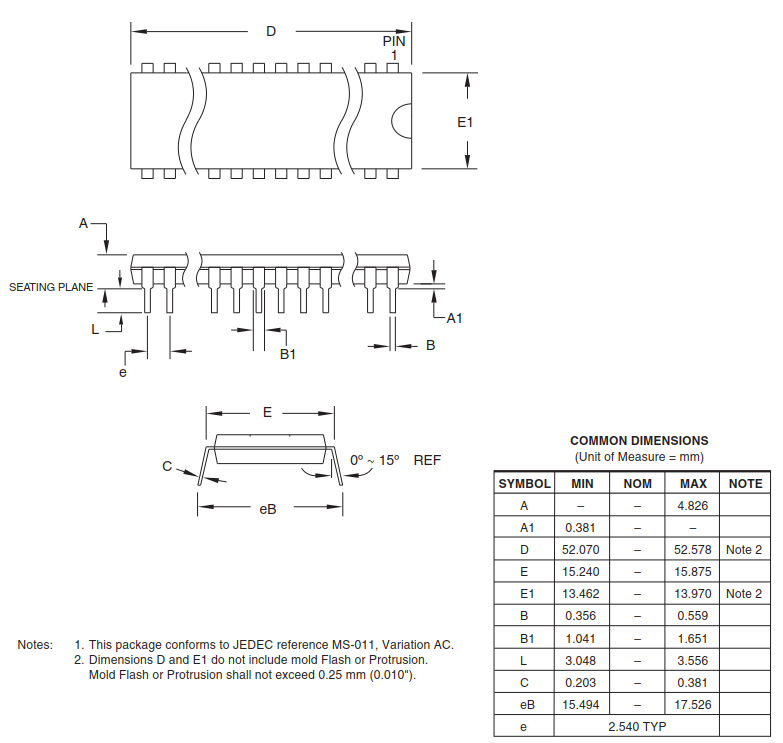 D
PIN
1
E1
A
SEATING PLANE
L
e
B1
B
A1
E
C
0º ~ 15º REF
eB
COMMON DIMENSIONS
(Unit of Measure = mm)
SYMBOL MIN NOM MAX NOTE
A – – 4.826
A1 0.381 – –
D 52.070 – 52.578 Note 2
E 15.240 – 15.875
E1 13.462 – 13.970 Note 2
B 0.356 – 0.559
B1 1.041 – 1.651
L 3.048 – 3.556
C 0.203 – 0.381
eB 15.494 – 17.526
e 2.540 TYP
Notes: 1. This package conforms to JEDEC reference MS-011, Variation AC.
2. Dimensions D and E1 do not include mold Flash or Protrusion.
Mold Flash or Protrusion shall not exceed 0.25 mm (0.010").